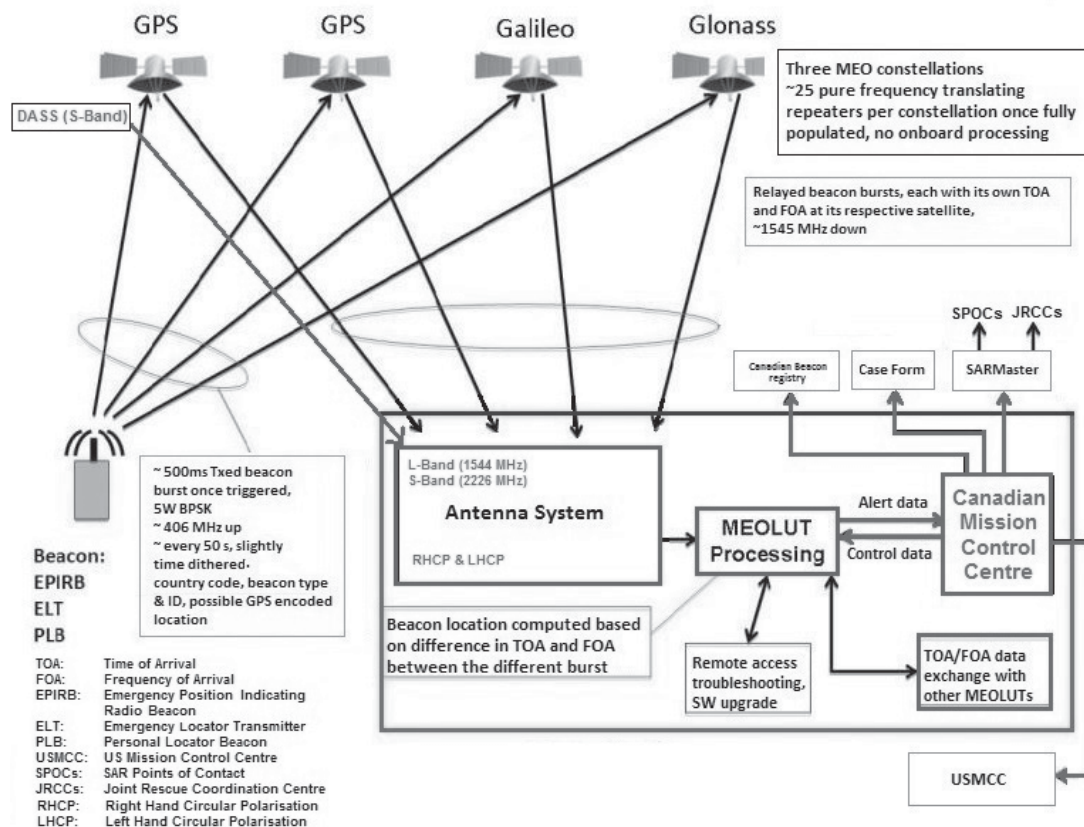 GPS
GPS
Galileo
Glonass
Three MEO constellations
~25 pure frequency translating
repeaters per constellation once fully
populated, no onboard processing
DASS (S-Band)
Relayed beacon bursts, each with its own TOA
and FOA at its respective satellite,
~1545 MHz down
SPOCs
JRCCs
Canadian Beacon
registry
Case Form
SARMaster
~ 500ms Txed beacon
burst once triggered,
5W BPSK
~ 406 MHz up
~ every 50 s, slightly
time dithered.
country code, beacon type
& ID, possible GPS encoded
location
L-Band (1544 MHz)
S-Band (2226 MHz)
Antenna System
RHCP & LHCP
MEOLUT
Processing
Alert data
Control data
Canadian
Mission
Control
Centre
Beacon:
EPIRB
ELT
PLB
Beacon location computed based
on difference in TOA and FOA
between the different burst
Remote access
troubleshooting,
SW upgrade
TOA/FOA data
exchange with
other MEOLUTs
USMCC
TOA: Time of Arrival
FOA: Frequency of Arrival
EPIRB: Emergency Position Indicating
Radio Beacon
ELT: Emergency Locator Transmitter
PLB: Personal Locator Beacon
USMCC: US Mission Control Centre
SPOCs: SAR Points of Contact
JRCCs: Joint Rescue Coordination Centre
RHCP: Right Hand Circular Polarisation
LHCP: Left Hand Circular Polarisation